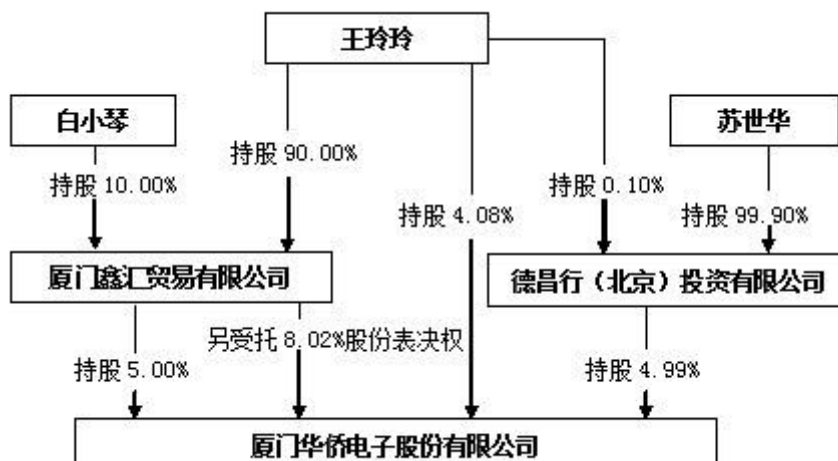 王玲玲
白小琴
苏世华
持股 90.00%
持股 10.00%
持股 0.10%
持股 4.08%
持股 99.90%
厦门鑫汇贸易有限公司
德昌行（北京）投资有限公司
另受托 8.02%股份表决权
持股 5.00%
持股 4.99%
厦门华侨电子股份有限公司